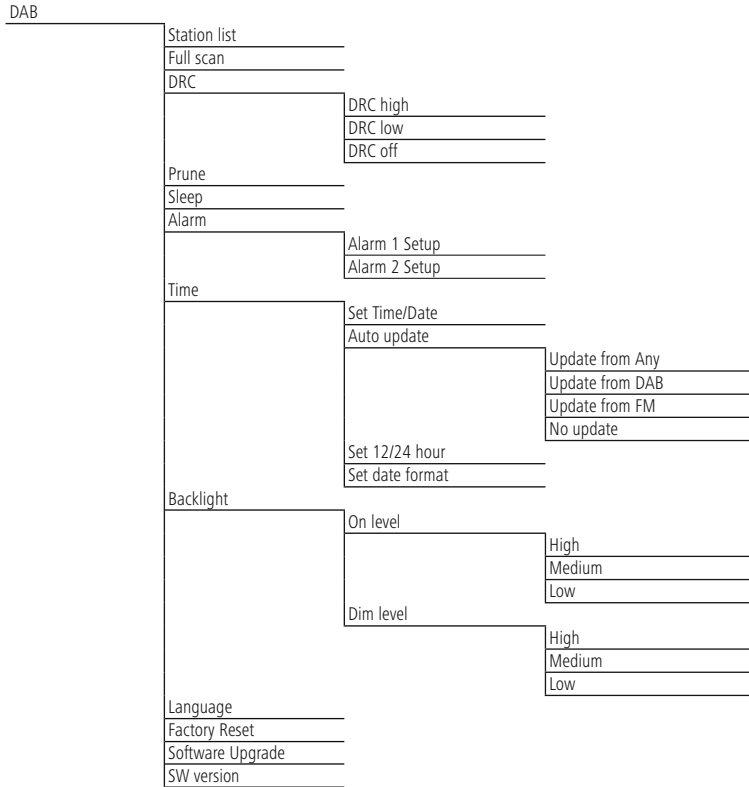 DAB
Station list
Full scan
DRC
DRC high
DRC low
DRC off
Prune
Sleep
Alarm
Alarm 1 Setup
Alarm 2 Setup
Time
Set Time/Date
Auto update
Update from Any
Update from DAB
Update from FM
No update
Set 12/24 hour
Set date format
Backlight
On level
High
Medium
Low
Dim level
High
Medium
Low
Language
Factory Reset
Software Upgrade
SW version